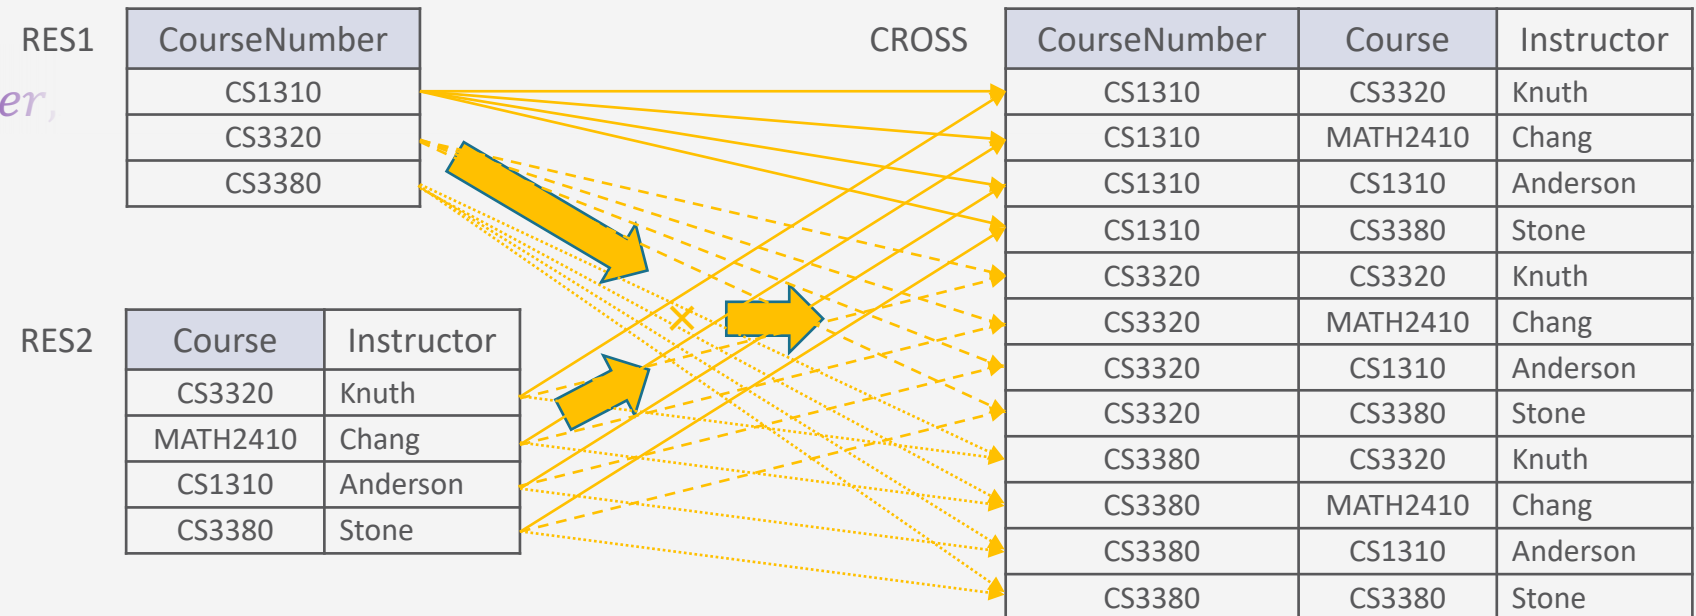 RES1
CourseNumber
CS1310
CS3320
CS3380
er,
RES2
Course Instructor
CS3320 Knuth
MATH2410 Chang
CS1310 Anderson
CS3380 Stone
×
CROSS
CourseNumber Course Instructor
CS1310 CS3320 Knuth
CS1310 MATH2410 Chang
CS1310 CS1310 Anderson
CS1310 CS3380 Stone
CS3320 CS3320 Knuth
CS3320 MATH2410 Chang
CS3320 CS1310 Anderson
CS3320 CS3380 Stone
CS3380 CS3320 Knuth
CS3380 MATH2410 Chang
CS3380 CS1310 Anderson
CS3380 CS3380 Stone